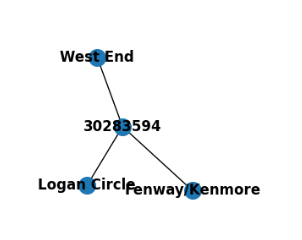 West End
30283594
Logan Circle
Fenway/Kenmore